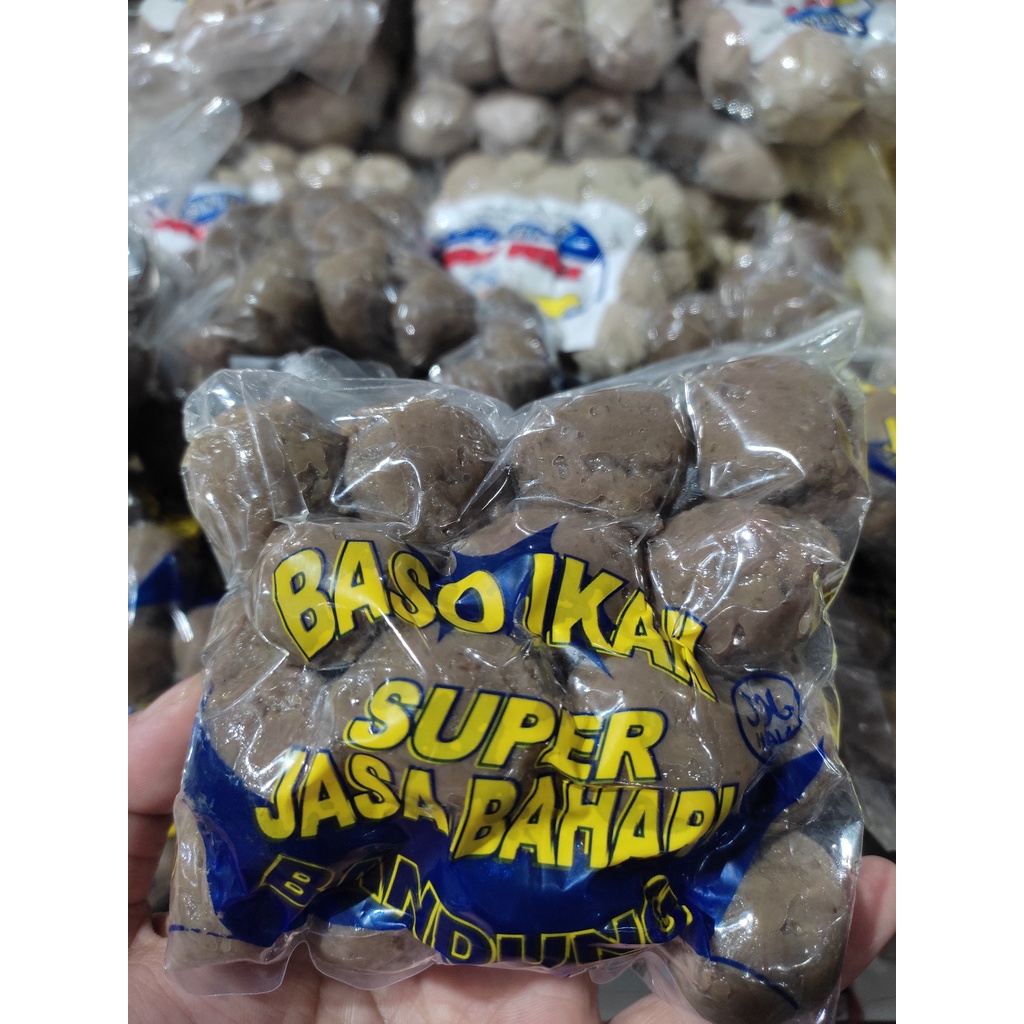 BASO IKAN
SUPER
JASA BAHARI
BANDUNG